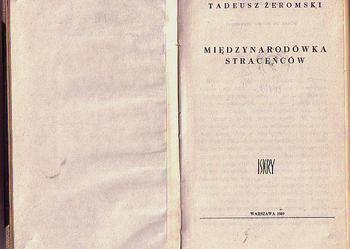 TADEUSZ ŻEROMSKI
MIĘDZYNARODÓWKA
STRACEŃCÓW
ISKRY
WARSZAWA 1969